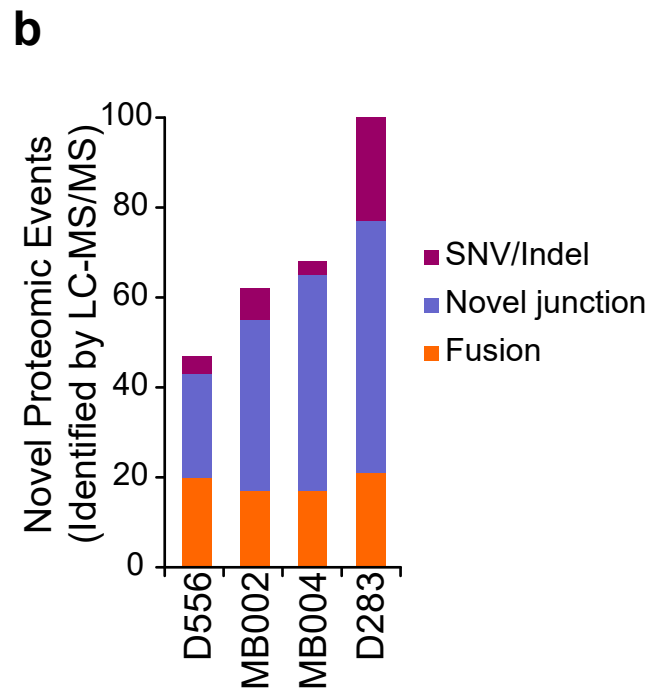 b
Novel Proteomic Events
(Identified by LC-MS/MS)
100
80
60
40
20
0
D556
MB002
MB004
D283
SNV/Indel
Novel junction
Fusion